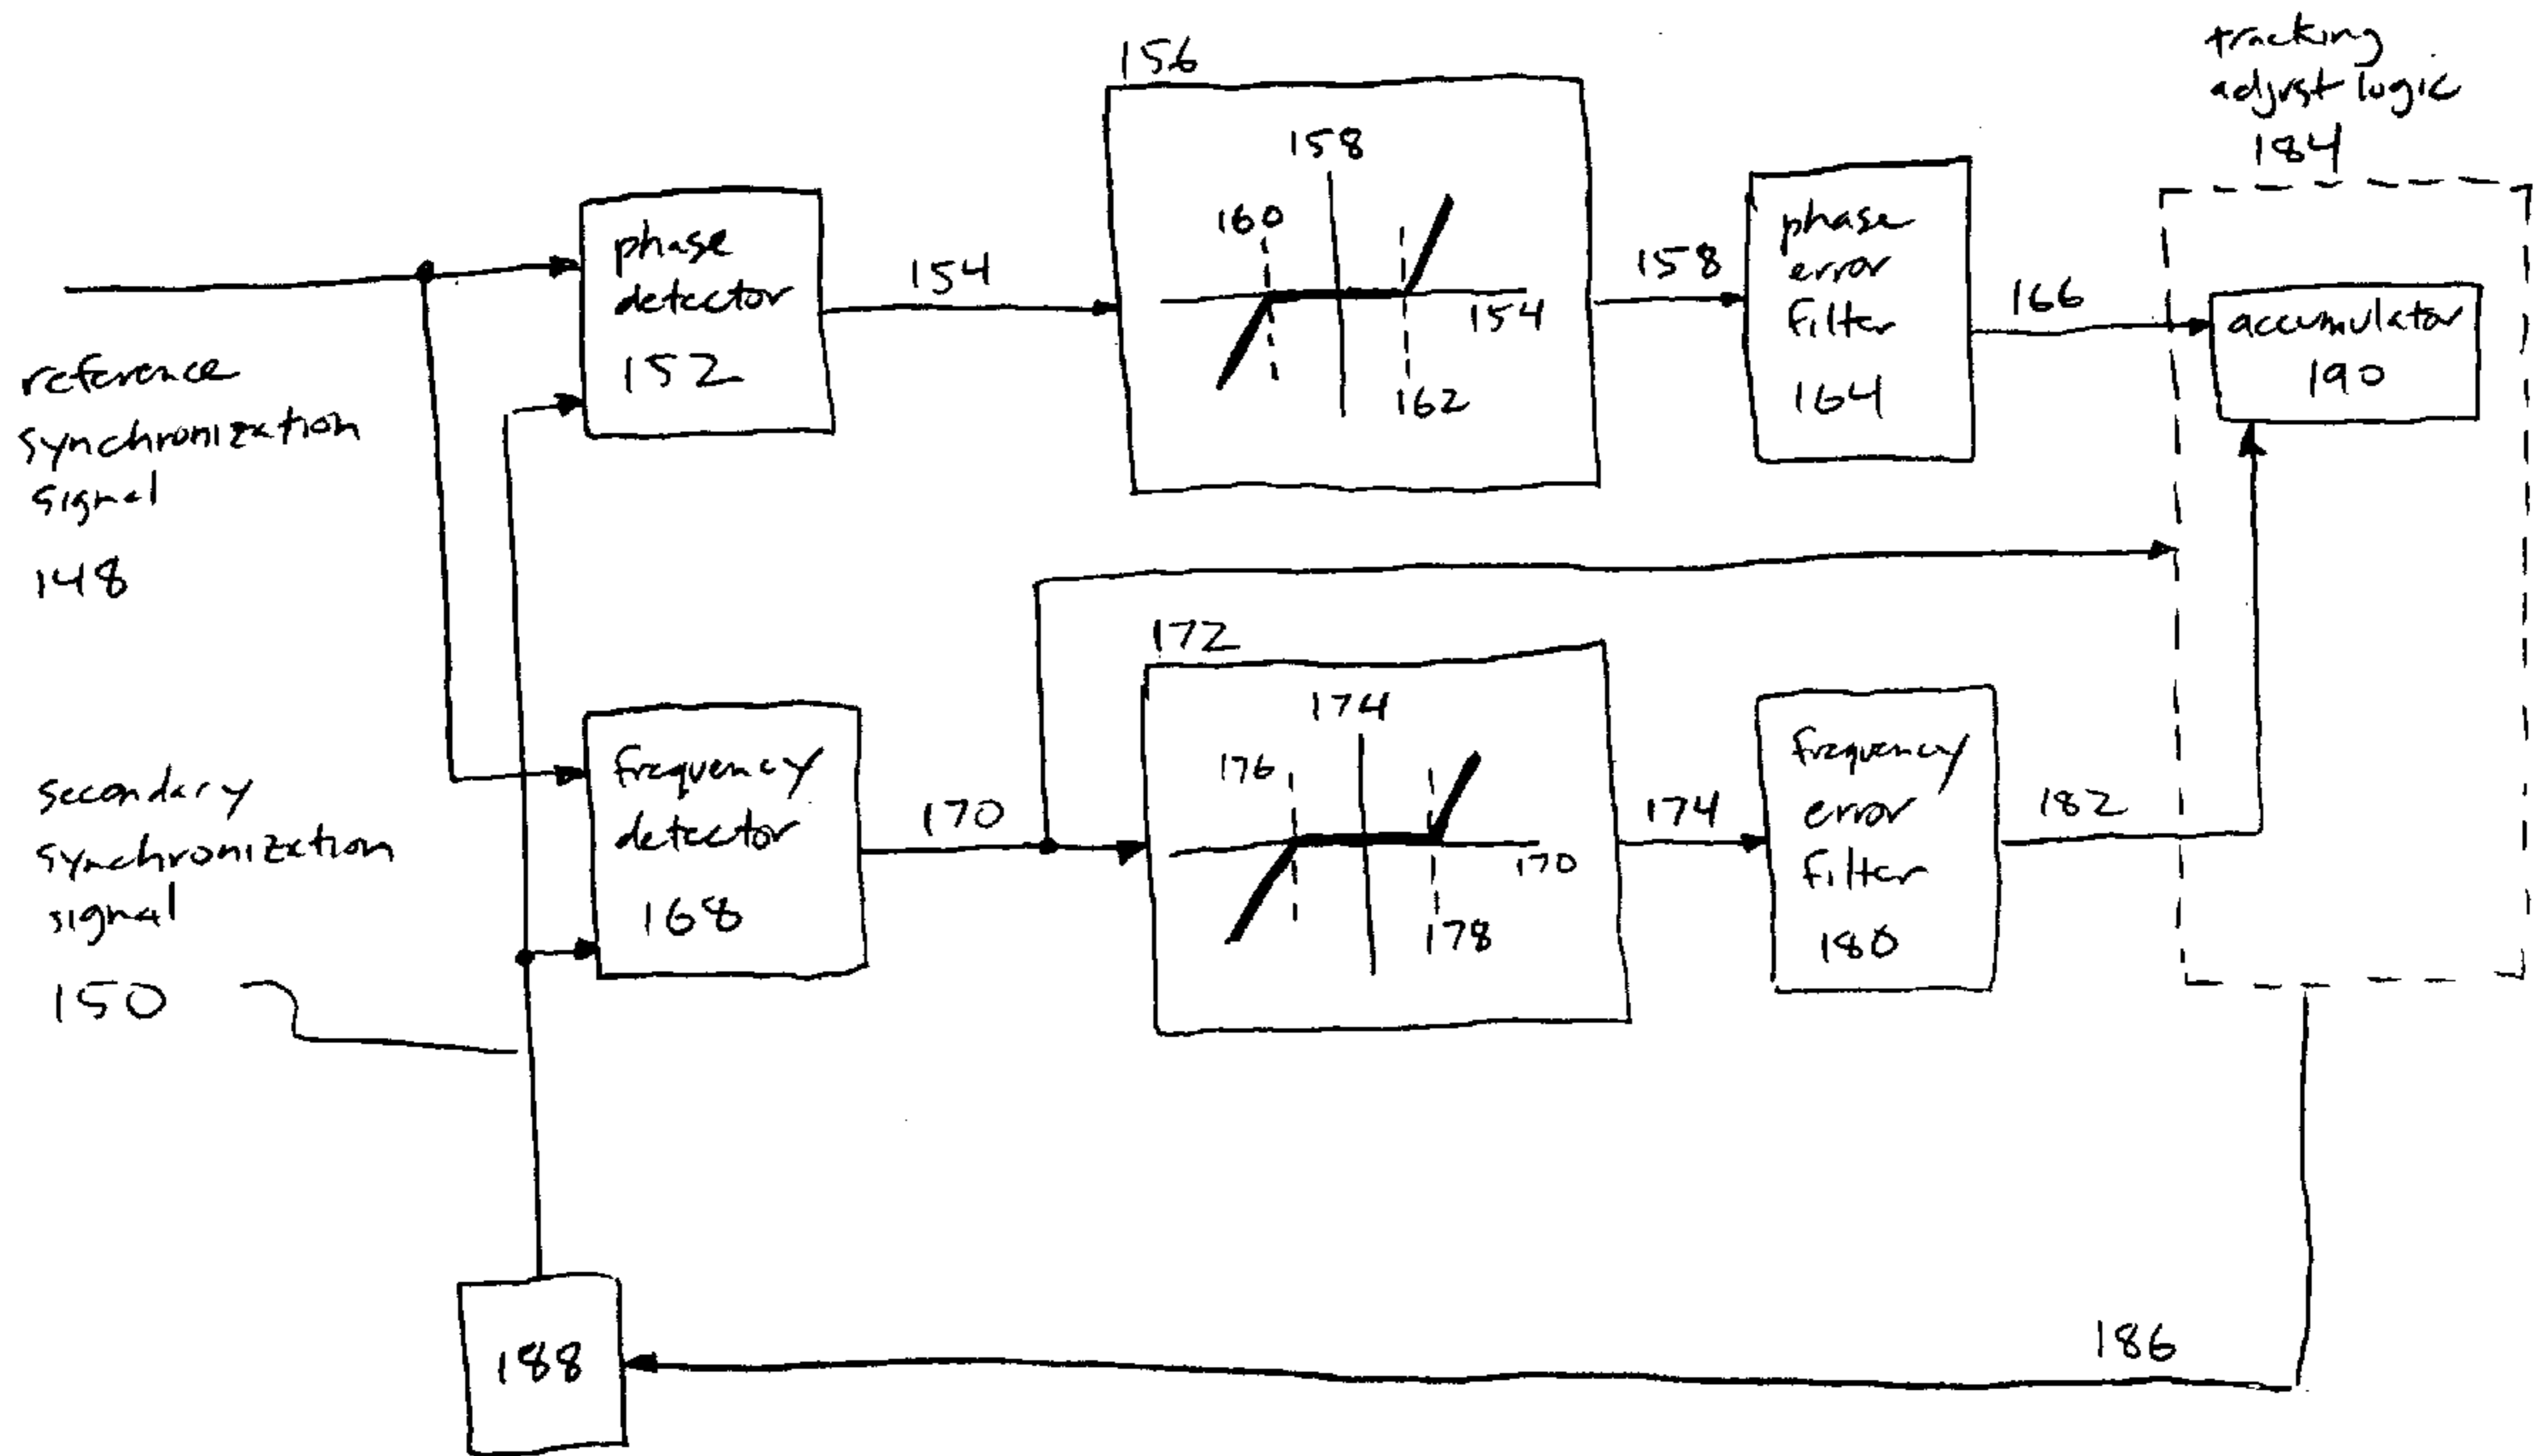 tracking
adjust logic
184
156
158
160
154
162
phase
detector
152
154
158
phase
error
filter
164
166
accumulator
190
reference
synchronization
signal
148
172
174
176
170
178
frequency
detector
168
170
174
frequency
error
filter
180
182
secondary
synchronization
signal
150
188
186